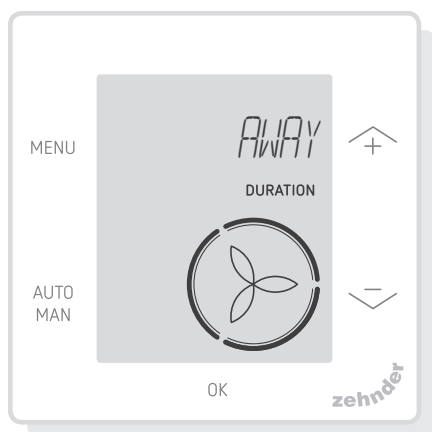 AWAY
MENU
+
DURATION
AUTO
MAN
−
OK
zehnder